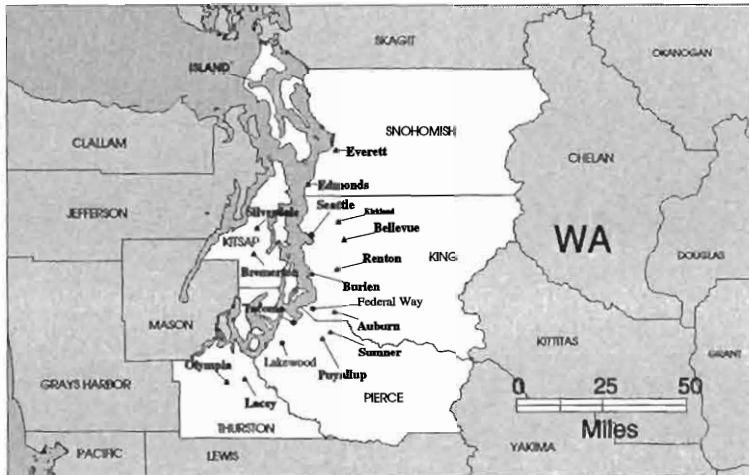 SKAGIT
OKANOGAN
ISLAND
SNOHOMISH
CLALLAM
Everett
CHELAN
Edmonds
JEFFERSON
Silverdale
Seattle
Kirkland
Bellevue
KITSAP
KING
WA
DOUGLAS
Bremerton
Renton
Burien
Tacoma
Federal Way
MASON
Auburn
KITTITAS
Sumner
GRANT
Lakewood
Olympia
Puyallup
GRAYS HARBOR
PIERCE
0 25 50
Lacey
Miles
THURSTON
PACIFIC
LEWIS
YAKIMA